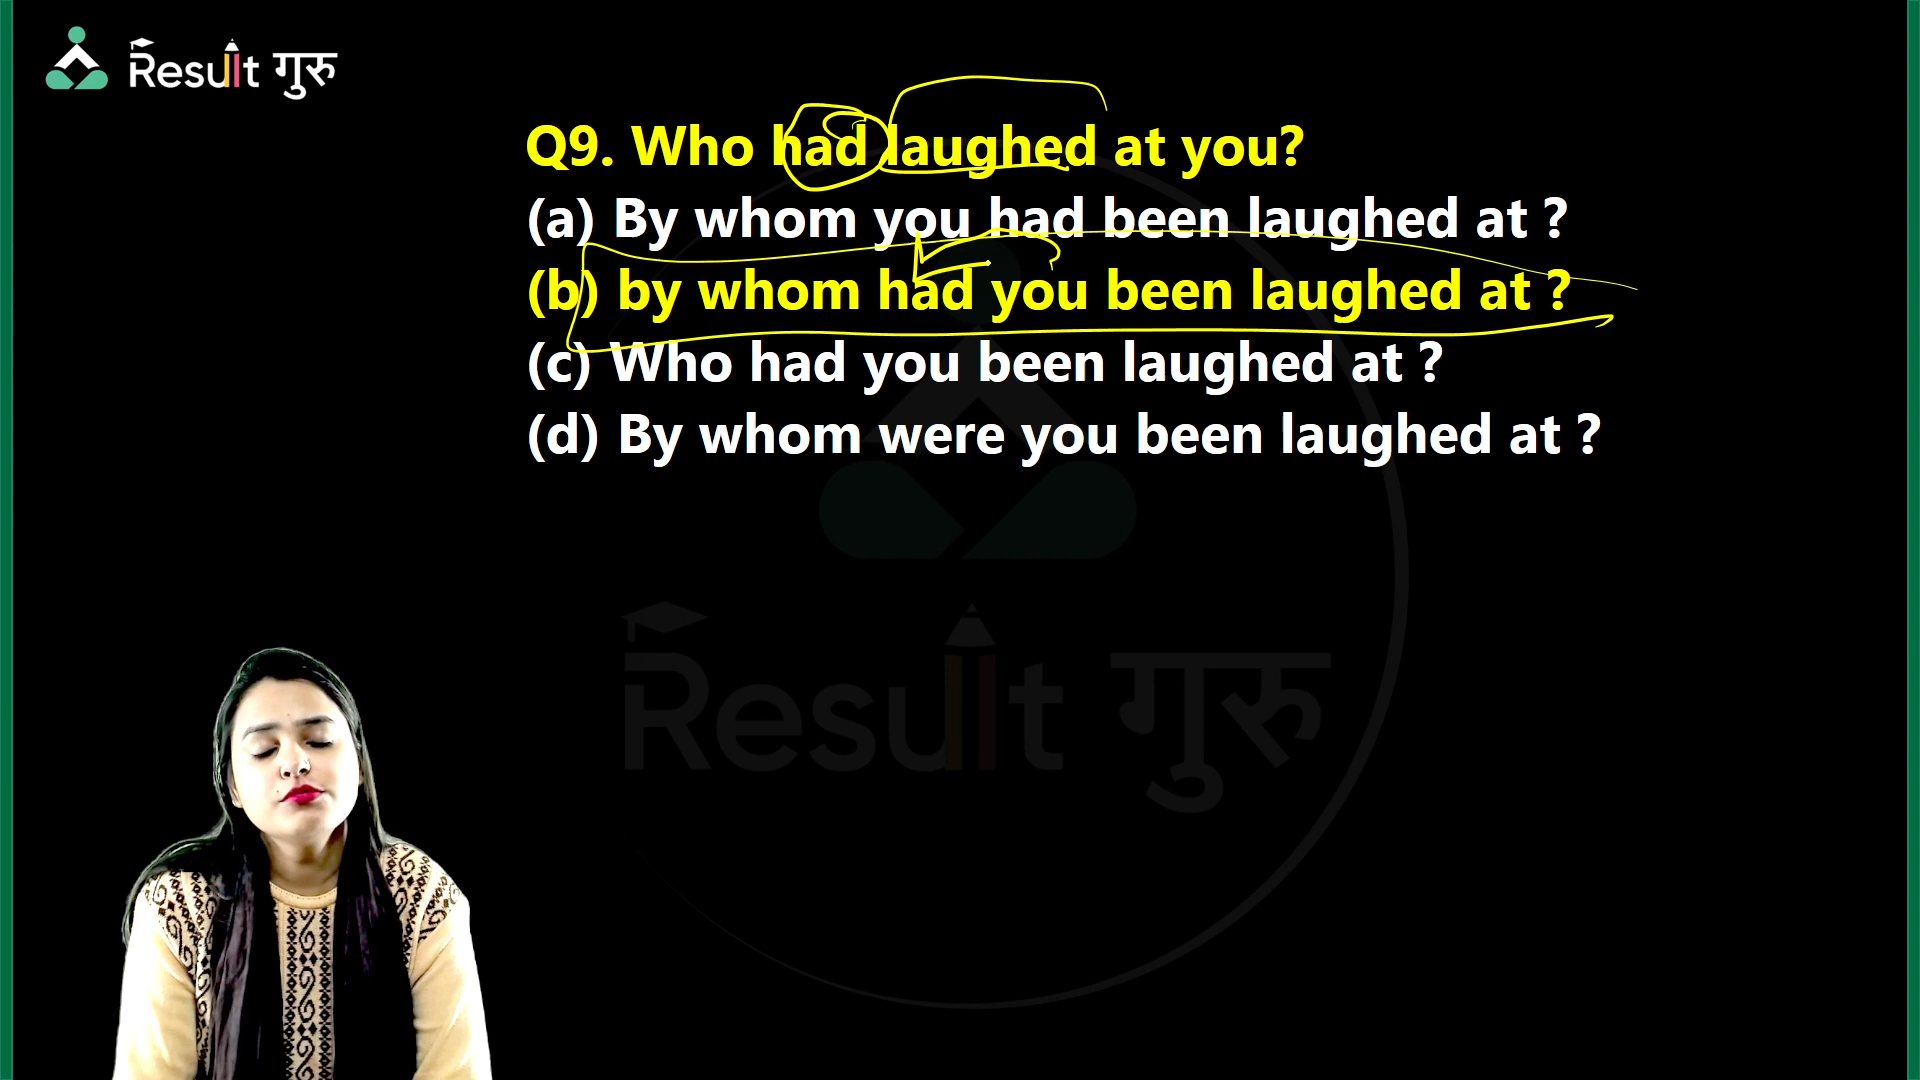 Result गुरु
Q9. Who had laughed at you?
(a) By whom you had been laughed at ?
(b) by whom had you been laughed at ?
(c) Who had you been laughed at ?
(d) By whom were you been laughed at ?
Result गुरु